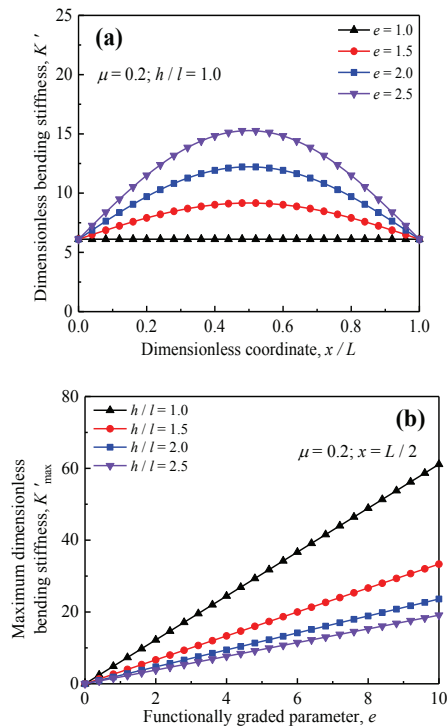 (a)
μ = 0.2; h / l = 1.0
e = 1.0
e = 1.5
e = 2.0
e = 2.5
25
20
15
10
5
0
Dimensionless bending stiffness, K ′
0.0 0.2 0.4 0.6 0.8 1.0
Dimensionless coordinate, x / L
(b)
h / l = 1.0
h / l = 1.5
h / l = 2.0
h / l = 2.5
μ = 0.2; x = L / 2
80
60
40
20
0
Maximum dimensionless
bending stiffness, K ′max
0 2 4 6 8 10
Functionally graded parameter, e